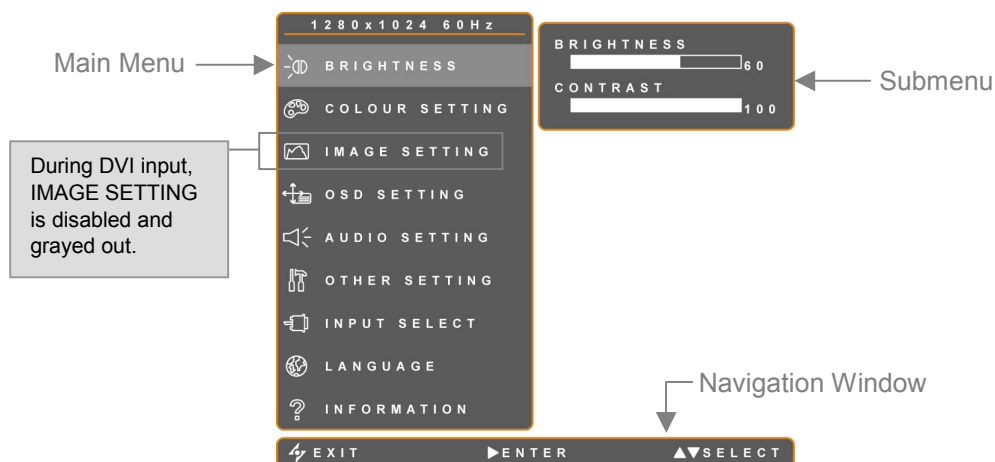 1280x1024 60Hz
BRIGHTNESS
COLOUR SETTING
IMAGE SETTING
OSD SETTING
AUDIO SETTING
OTHER SETTING
INPUT SELECT
LANGUAGE
INFORMATION
BRIGHTNESS
60
CONTRAST
100
Main Menu
Submenu
During DVI input,
IMAGE SETTING
is disabled and
grayed out.
Navigation Window
EXIT ▶ENTER ▲▼SELECT